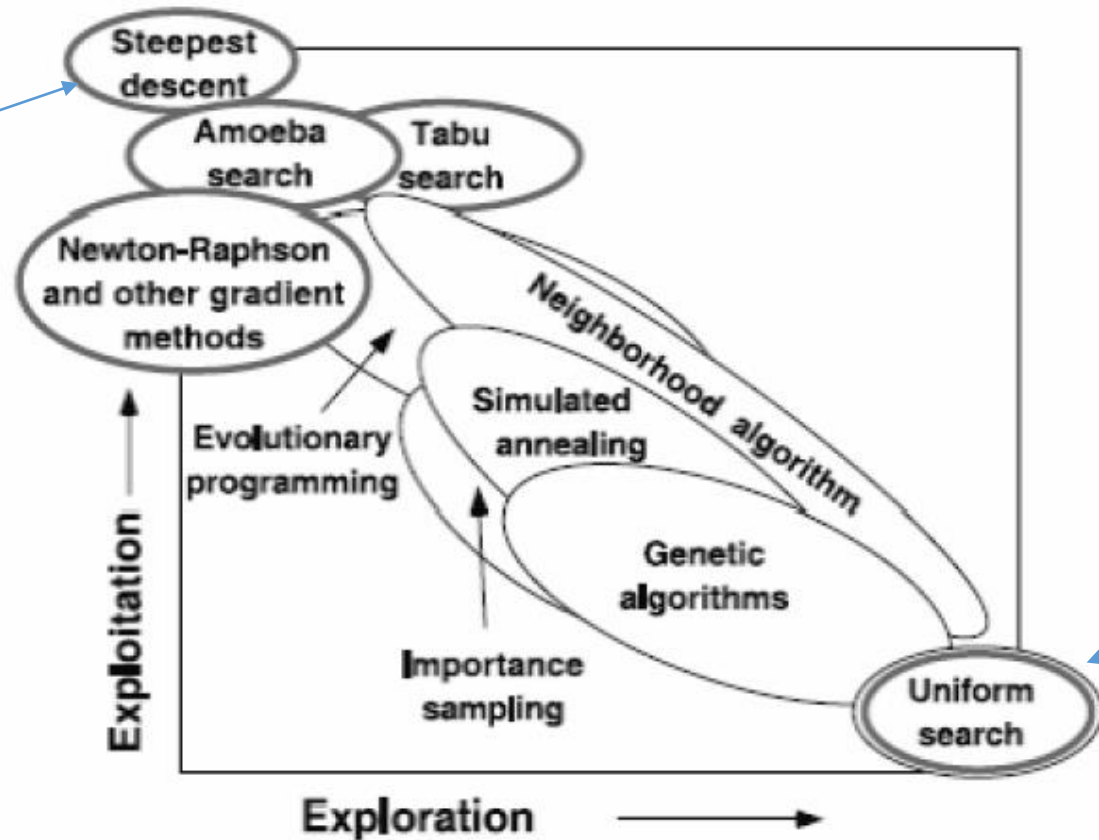 Steepest
descent
Amoeba
search
Tabu
search
Newton-Raphson
and other gradient
methods
Neighborhood algorithm
Simulated
annealing
Evolutionary
programming
Genetic
algorithms
Importance
sampling
Uniform
search
Exploitation
Exploration